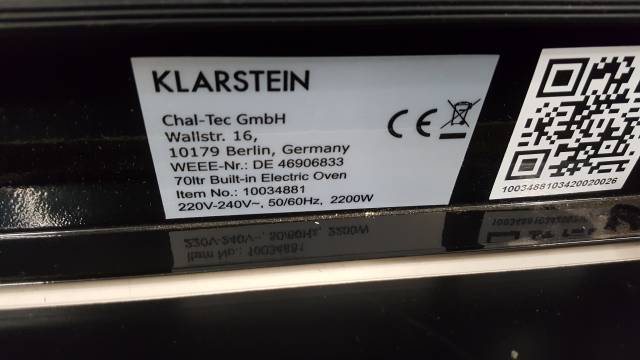 KLARSTEIN
Chal-Tec GmbH
Wallstr. 16,
10179 Berlin, Germany
WEEE-Nr.: DE 46906833
70ltr Built-in Electric Oven
Item No.: 10034881
220V-240V~, 50/60Hz, 2200W
CE
1003488103420020026